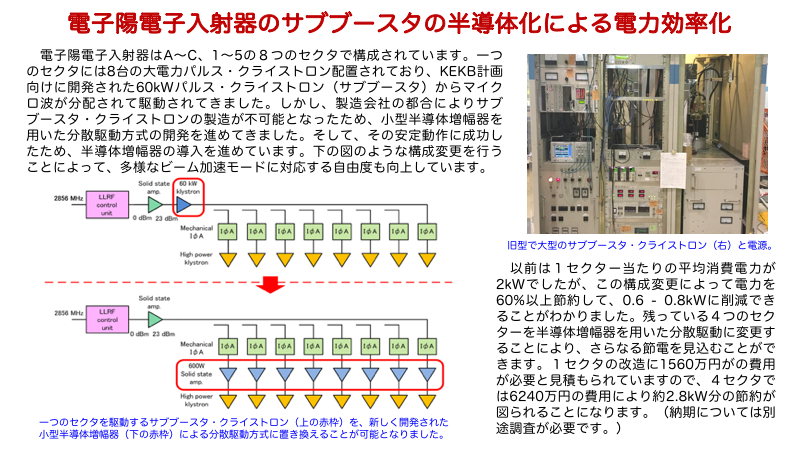 電子陽電子入射器のサブブースタの半導体化による電力効率化
電子陽電子入射器はA〜C、1〜5の８つのセクタで構成されています。一つ
のセクタには8台の大電力パルス・クライストロン配置されており、KEKB計画
向けに開発された60kWパルス・クライストロン（サブブースタ）からマイク
ロ波が分配されて駆動されてきました。しかし、製造会社の都合によりサブ
ブースタ・クライストロンの製造が不可能となったため、小型半導体増幅器を
用いた分散駆動方式の開発を進めてきました。そして、その安定動作に成功し
たため、半導体増幅器の導入を進めています。下の図のような構成変更を行う
ことによって、多様なビーム加速モードに対応する自由度も向上しています。
Solid state
amp.
60 kW
klystron
2856 MHz
LLRF
control
unit
0 dBm
23 dBm
Mechanical
IφA
IφA IφA IφA IφA IφA IφA IφA IφA
High power
klystron
Solid state
amp.
2856 MHz
LLRF
control
unit
0 dBm
23 dBm
Mechanical
IφA
IφA IφA IφA IφA IφA IφA IφA IφA
600W
Solid state
amp.
High power
klystron
一つのセクタを駆動するサブブースタ・クライストロン（上の赤枠）を、新しく開発された
小型半導体増幅器（下の赤枠）による分散駆動方式に置き換えることが可能となりました。
旧型で大型のサブブースタ・クライストロン（右）と電源。
以前は１セクター当たりの平均消費電力が
2kWでしたが、この構成変更によって電力を
60%以上節約して、0.6 - 0.8kWに削減でき
ることがわかりました。残っている４つのセク
ターを半導体増幅器を用いた分散駆動に変更す
ることにより、さらなる節電を見込むことがで
きます。１セクタの改造に1560万円がの費用
が必要と見積もられていますので、４セクタで
は6240万円の費用により約2.8kW分の節約が
図られることになります。（納期については別
途調査が必要です。）